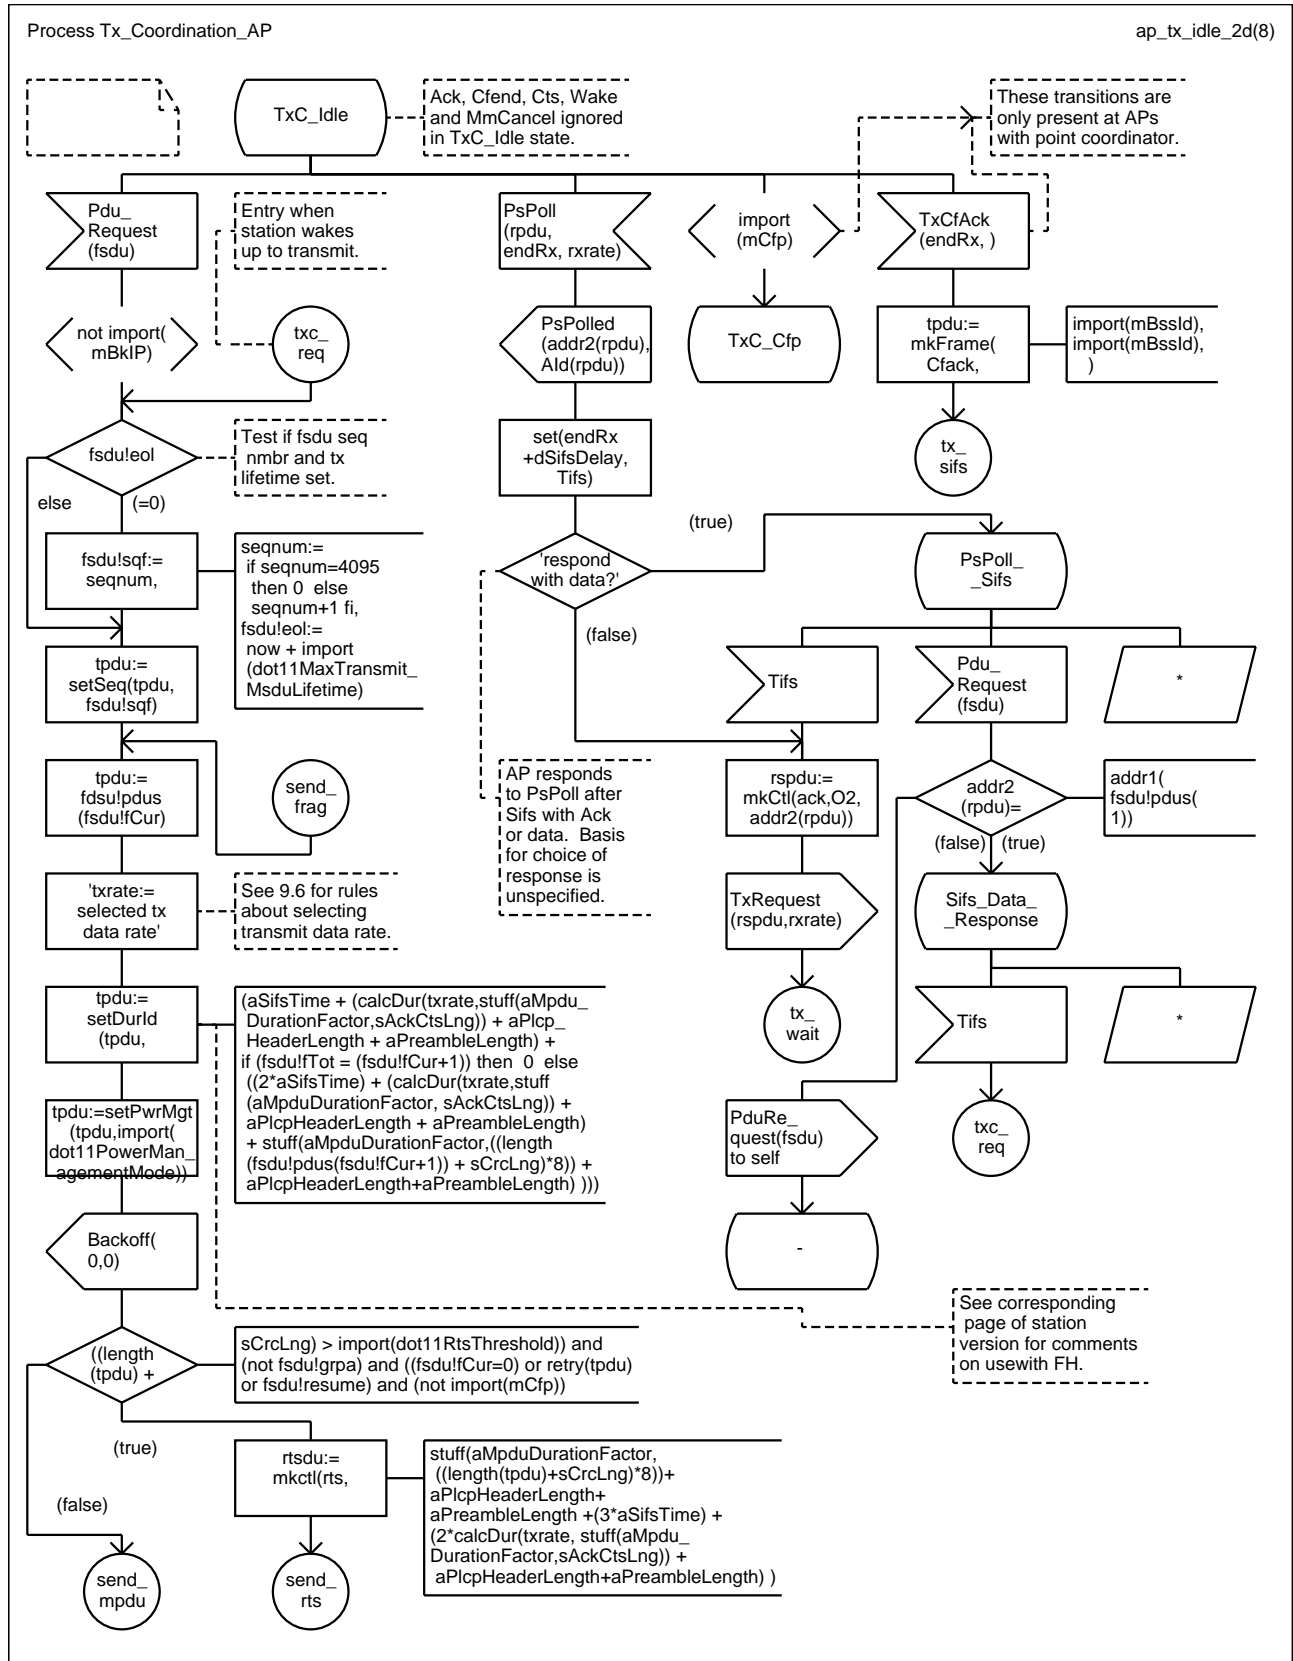 Process Tx_Coordination_AP
ap_tx_idle_2d(8)
TxC_Idle
Ack, Cfend, Cts, Wake
and MmCancel ignored
in TxC_Idle state.
These transitions are
only present at APs
with point coordinator.
Pdu_
Request
(fsdu)
Entry when
station wakes
up to transmit.
PsPoll
(rpdu,
endRx, rxrate)
import
(mCfp)
TxCfAck
(endRx, )
not import(
mBkIP)
txc_
req
PsPolled
(addr2(rpdu),
AId(rpdu))
TxC_Cfp
tpdu:=
mkFrame(
Cfack,
import(mBssId),
import(mBssId),
)
fsdu!eol
Test if fsdu seq
nmbr and tx
lifetime set.
set(endRx
+dSifsDelay,
Tifs)
tx_
sifs
else
(=0)
(true)
fsdu!sqf:=
seqnum,
seqnum:=
if seqnum=4095
then 0 else
seqnum+1 fi,
fsdu!eol:=
now + import
(dot11MaxTransmit_
MsduLifetime)
'respond
with data?'
PsPoll_
_Sifs
(false)
tpdu:=
setSeq(tpdu,
fsdu!sqf)
Tifs
Pdu_
Request
(fsdu)
*
tpdu:=
fdsu!pdus
(fsdu!fCur)
send_
frag
AP responds
to PsPoll after
Sifs with Ack
or data. Basis
for choice of
response is
unspecified.
rspdu:=
mkCtl(ack,O2,
addr2(rpdu))
addr2
(rpdu)=
addr1(
fsdu!pdus(
1))
(false)
(true)
'txrate:=
selected tx
data rate'
See 9.6 for rules
about selecting
transmit data rate.
TxRequest
(rspdu,rxrate)
Sifs_Data_
_Response
tpdu:=
setDurId
(tpdu,
(aSifsTime + (calcDur(txrate,stuff(aMpdu_
DurationFactor,sAckCtsLng)) + aPlcp_
HeaderLength + aPreambleLength) +
if (fsdu!fTot = (fsdu!fCur+1)) then 0 else
((2*aSifsTime) + (calcDur(txrate,stuff
(aMpduDurationFactor, sAckCtsLng)) +
aPlcpHeaderLength + aPreambleLength)
+ stuff(aMpduDurationFactor,((length
(fsdu!pdus(fsdu!fCur+1)) + sCrcLng)*8)) +
aPlcpHeaderLength+aPreambleLength) )))
tx_
wait
Tifs
*
tpdu:=setPwrMgt
(tpdu,import(
dot11PowerMan_
agementMode))
PduRe_
quest(fsdu)
to self
txc_
req
Backoff(
0,0)
-
See corresponding
page of station
version for comments
on usewith FH.
((length
(tpdu) +
sCrcLng) > import(dot11RtsThreshold)) and
(not fsdu!grpa) and ((fsdu!fCur=0) or retry(tpdu)
or fsdu!resume) and (not import(mCfp))
(true)
(false)
rtsdu:=
mkctl(rts,
stuff(aMpduDurationFactor,
((length(tpdu)+sCrcLng)*8))+
aPlcpHeaderLength+
aPreambleLength +(3*aSifsTime) +
(2*calcDur(txrate, stuff(aMpdu_
DurationFactor,sAckCtsLng)) +
aPlcpHeaderLength+aPreambleLength) )
send_
mpdu
send_
rts